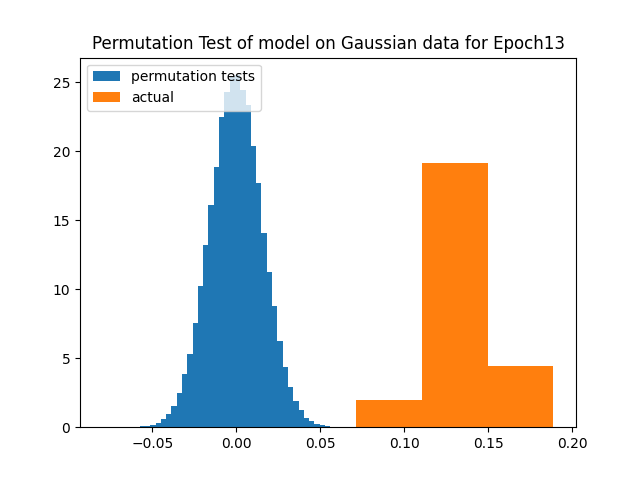 Permutation Test of model on Gaussian data for Epoch13
permutation tests
actual
25
20
15
10
5
0
−0.05 0.00 0.05 0.10 0.15 0.20